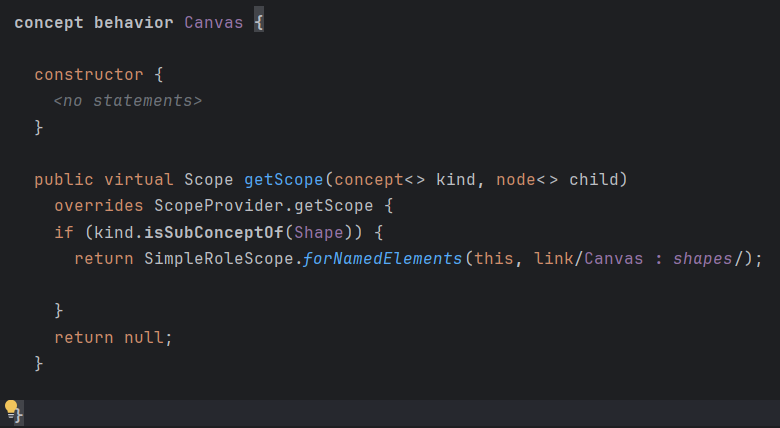 concept behavior Canvas {
constructor {
<no statements>
}
public virtual Scope getScope(concept<> kind, node<> child)
overrides ScopeProvider.getScope {
if (kind.isSubConceptOf(Shape)) {
return SimpleRoleScope.forNamedElements(this, link/Canvas : shapes/);
}
return null;
}
}